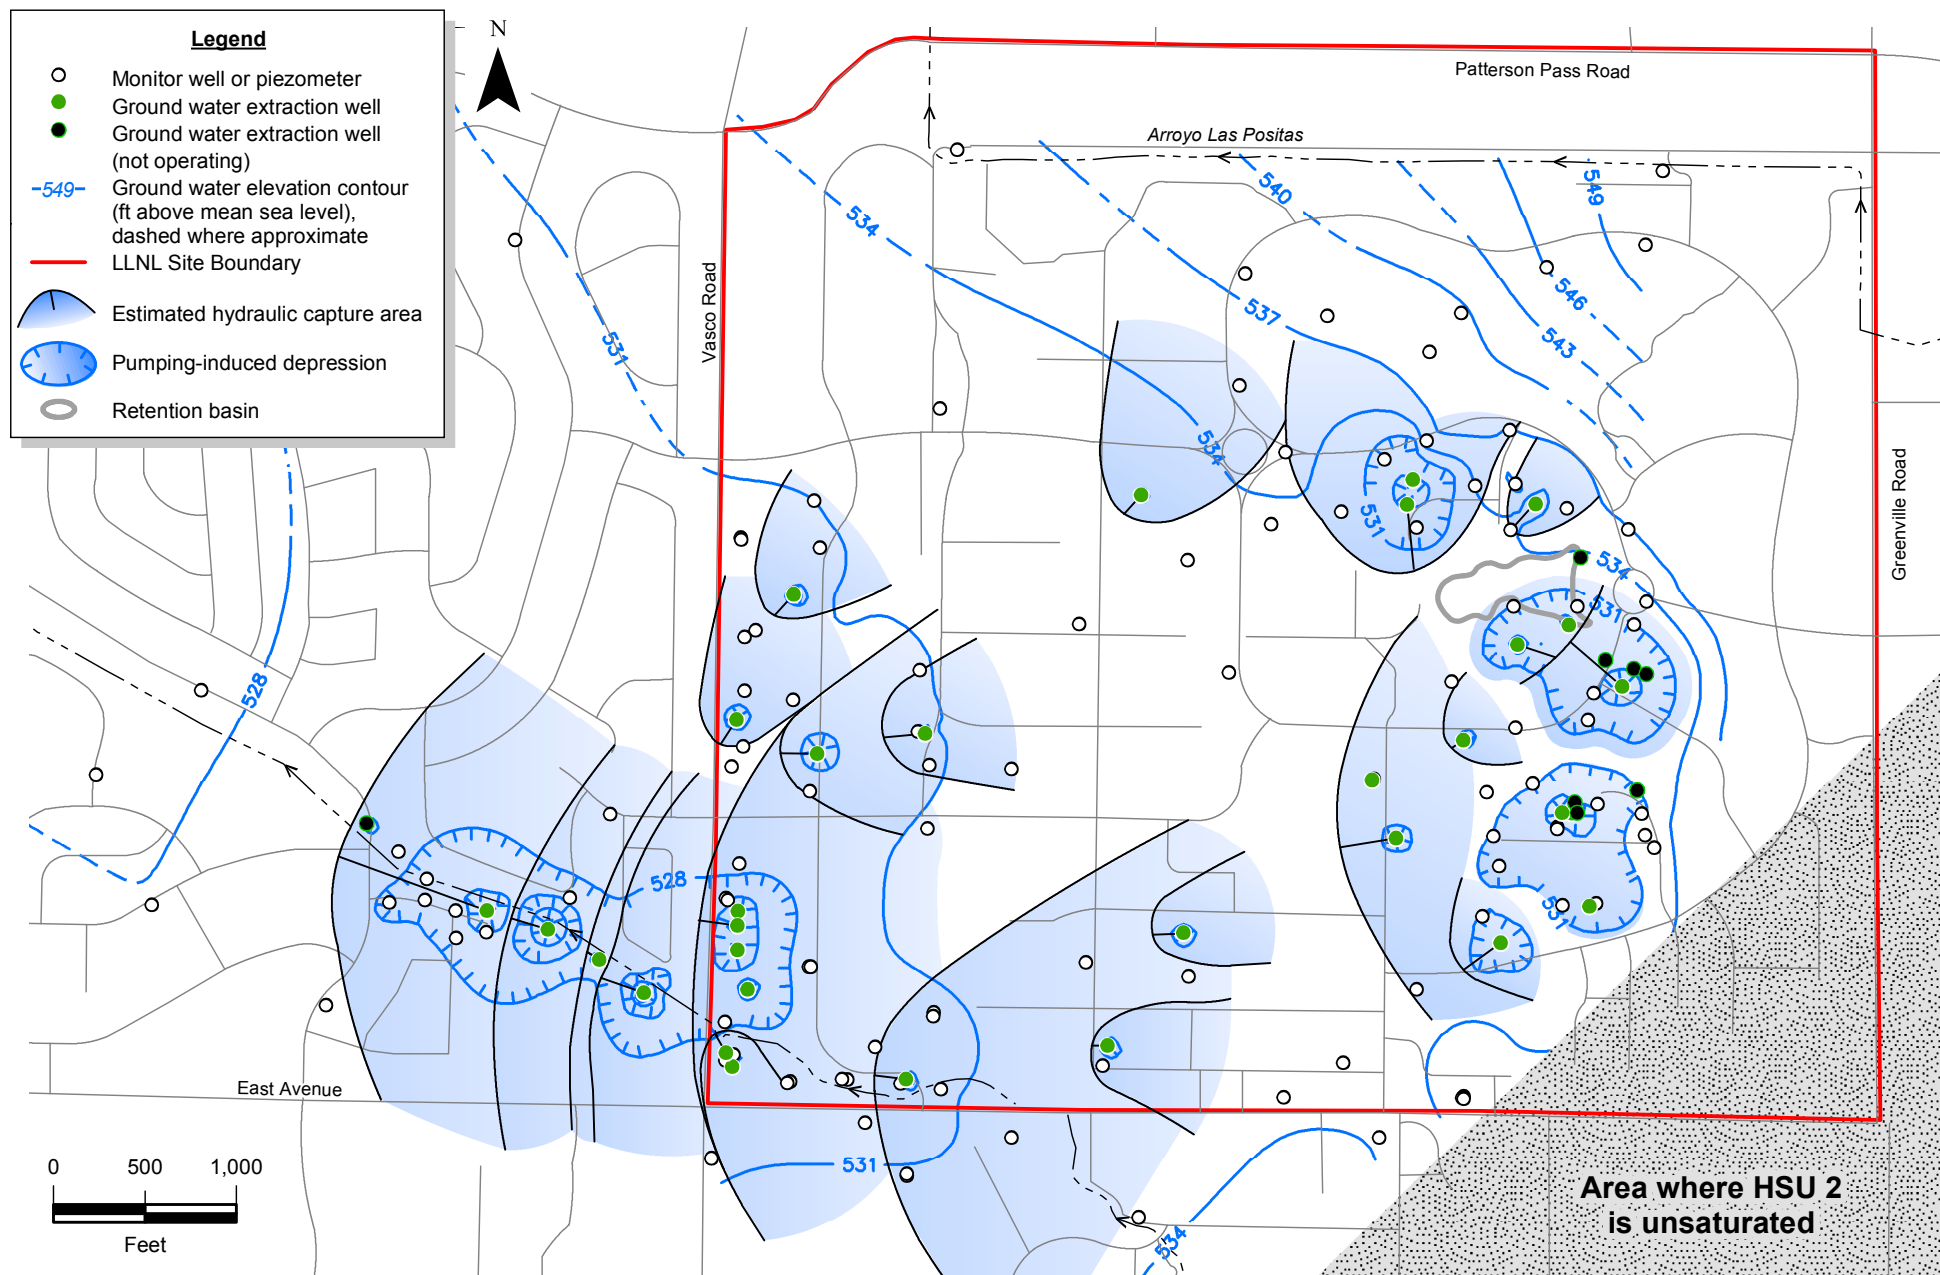 Legend
Monitor well or piezometer
Ground water extraction well
Ground water extraction well
(not operating)
-549- Ground water elevation contour
(ft above mean sea level),
dashed where approximate
LLNL Site Boundary
Estimated hydraulic capture area
Pumping-induced depression
Retention basin
N
Patterson Pass Road
Arroyo Las Positas
540
549
534
546
537
543
531
Vasco Road
534
Greenville Road
531
534
531
528
528
531
East Avenue
531
534
0 500 1,000
Feet
Area where HSU 2
is unsaturated